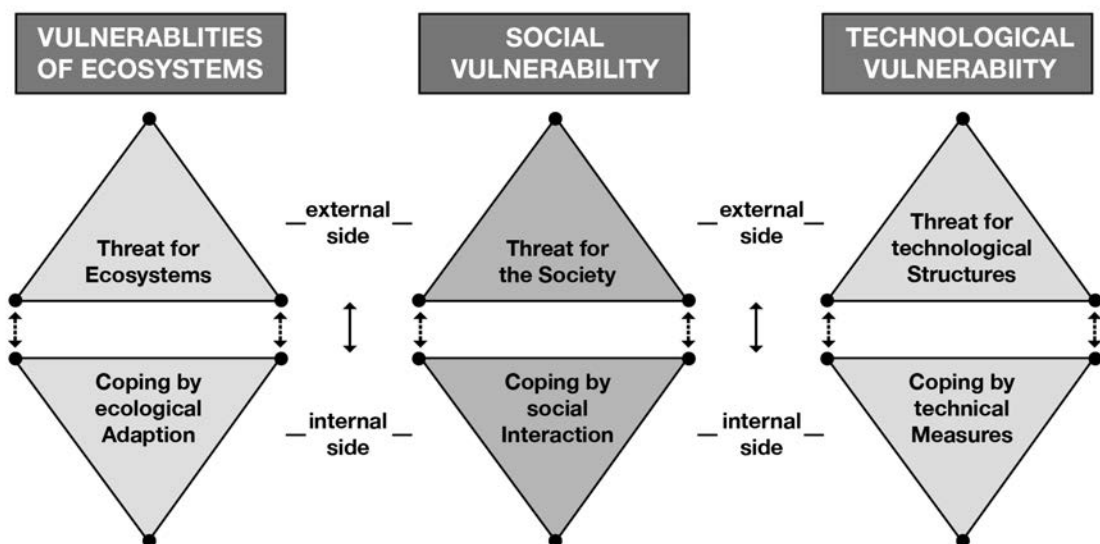 VULNERABLITIES
OF ECOSYSTEMS
SOCIAL
VULNERABILITY
TECHNOLOGICAL
VULNERABIITY
Threat for
Ecosystems
external
side
Threat for
the Society
external
side
Threat for
technological
Structures
Coping by
ecological
Adaption
internal
side
Coping by
social
Interaction
internal
side
Coping by
technical
Measures